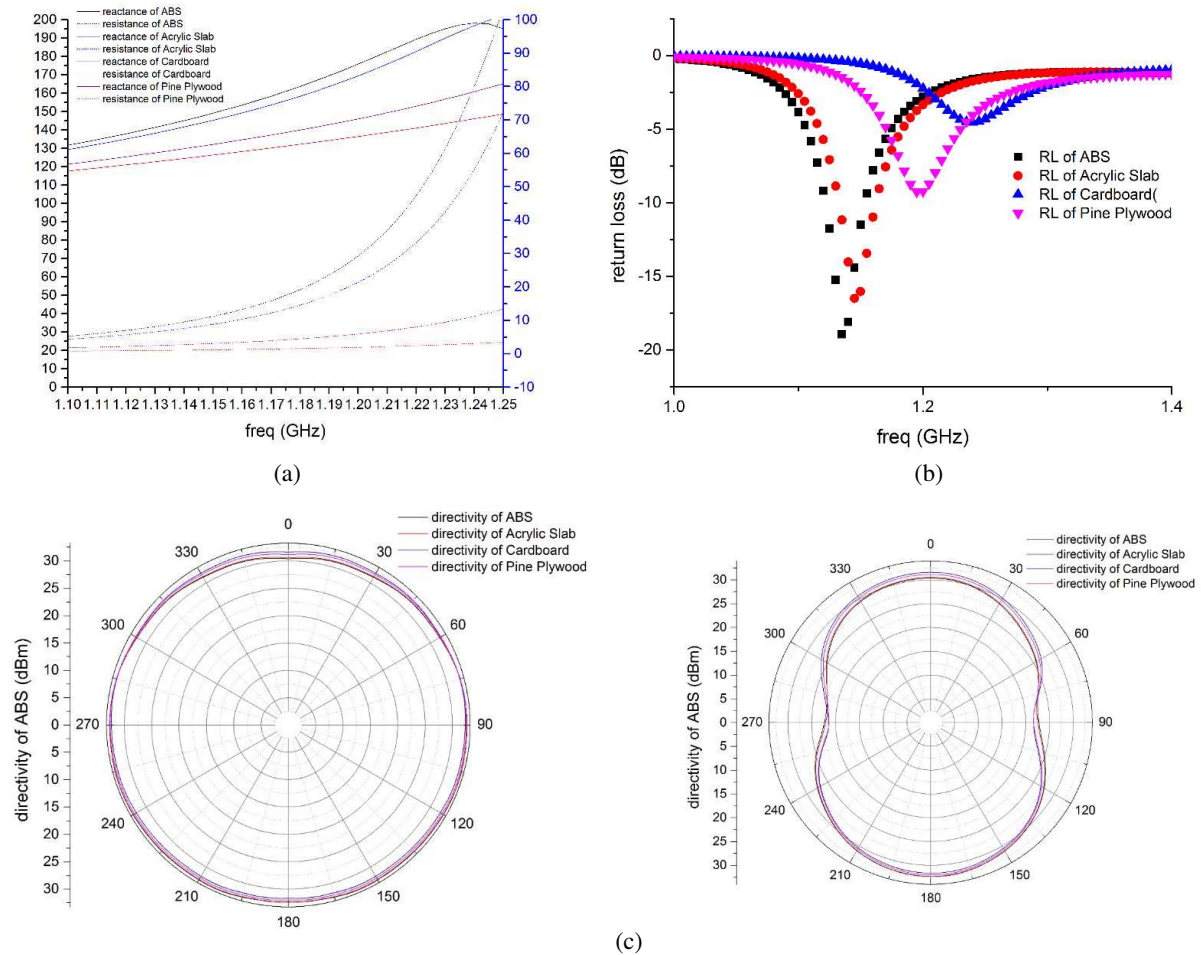 reactance of ABS
resistance of ABS
reactance of Acrylic Slab
resistance of Acrylic Slab
reactance of Cardboard
resistance of Cardboard
reactance of Pine Plywood
resistance of Pine Plywood
200
190
180
170
160
150
140
130
120
110
100
90
80
70
60
50
40
30
20
10
0
100
90
80
70
60
50
40
30
20
10
0
-10
1.10 1.11 1.12 1.13 1.14 1.15 1.16 1.17 1.18 1.19 1.20 1.21 1.22 1.23 1.24 1.25
freq (GHz)
(a)
0
-5
-10
-15
-20
return loss (dB)
RL of ABS
RL of Acrylic Slab
RL of Cardboard(
RL of Pine Plywood
1.0 1.2 1.4
freq (GHz)
(b)
directivity of ABS
directivity of Acrylic Slab
directivity of Cardboard
directivity of Pine Plywood
directivity of ABS (dBm)
30
25
20
15
10
5
0
5
10
15
20
25
30
0
30
60
90
120
150
180
210
240
270
300
330
directivity of ABS
directivity of Acrylic Slab
directivity of Cardboard
directivity of Pine Plywood
directivity of ABS (dBm)
30
25
20
15
10
5
0
5
10
15
20
25
30
0
30
60
90
120
150
180
210
240
270
300
330
(c)